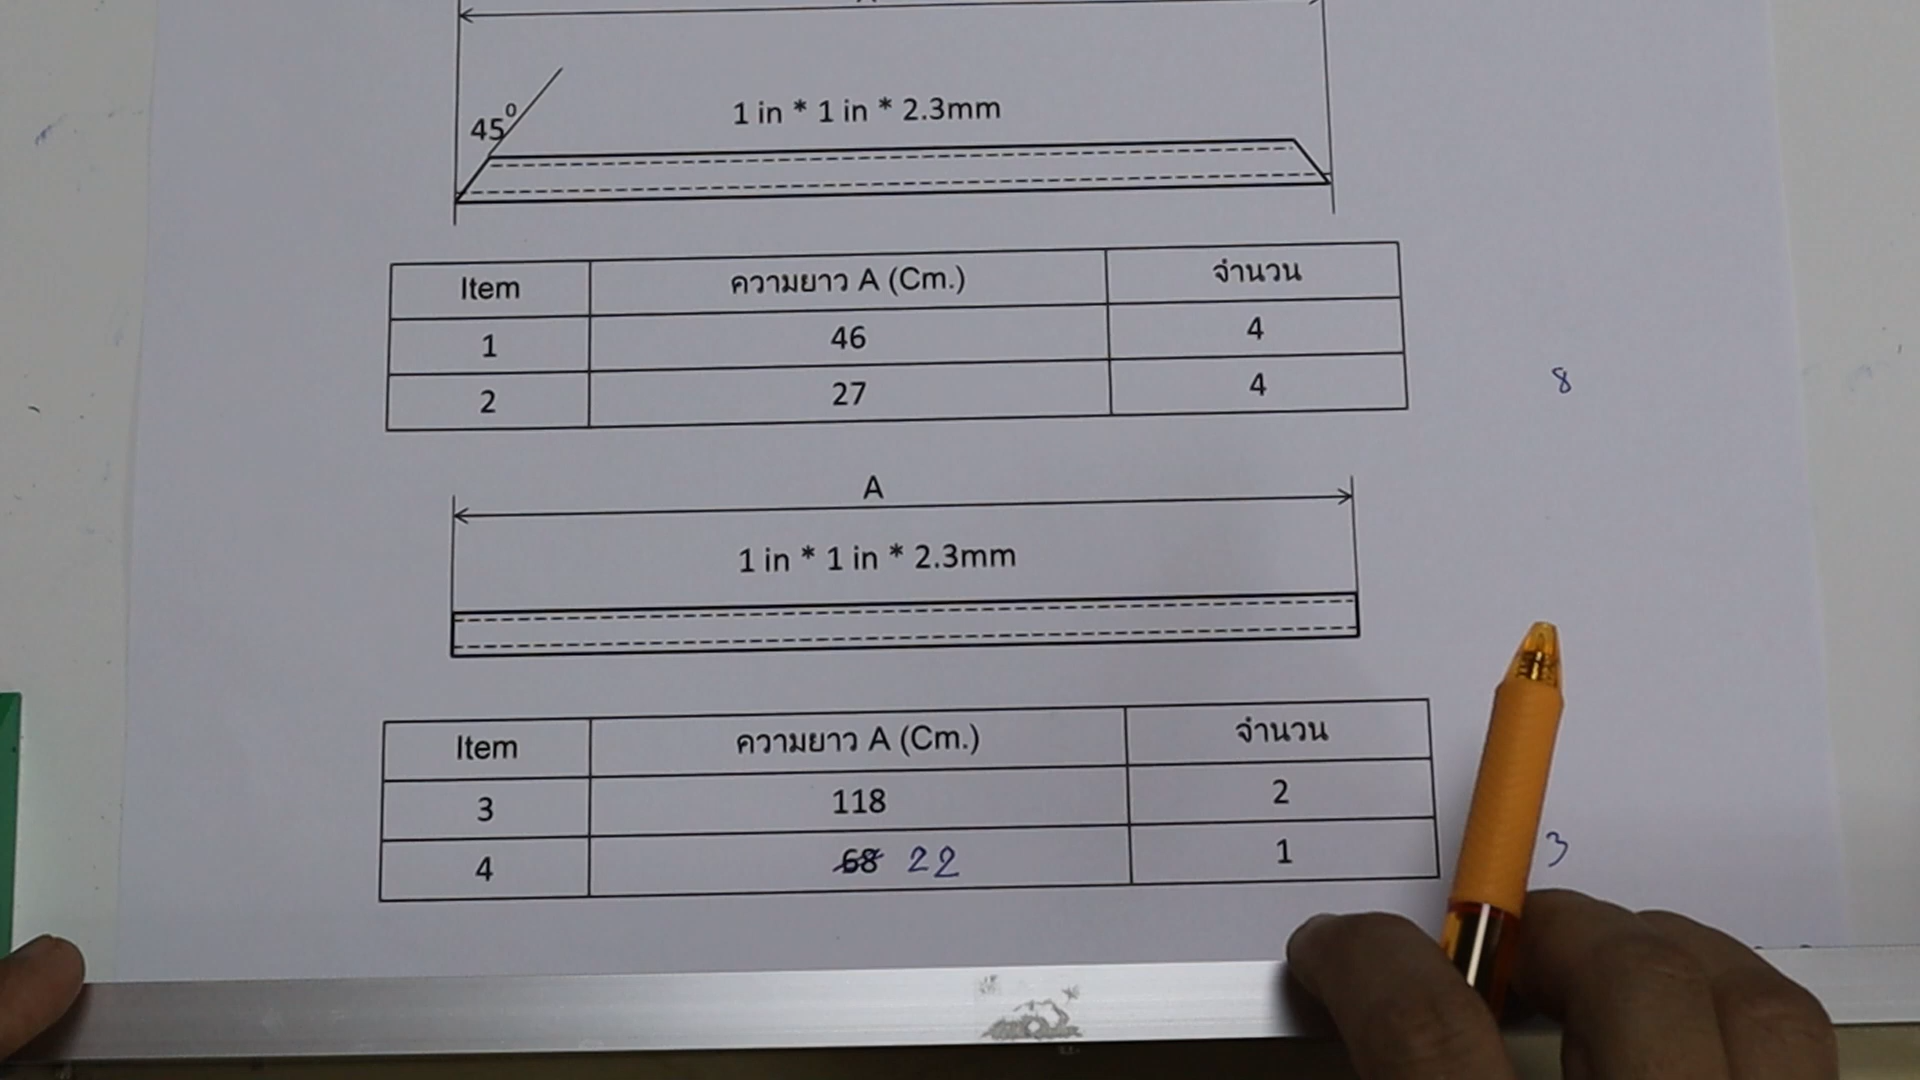 45⁰
1 in * 1 in * 2.3mm
Item ความยาว A (Cm.) จำนวน
1 46 4
2 27 4
8
A
1 in * 1 in * 2.3mm
Item ความยาว A (Cm.) จำนวน
3 118 2
4 68 22 1
3